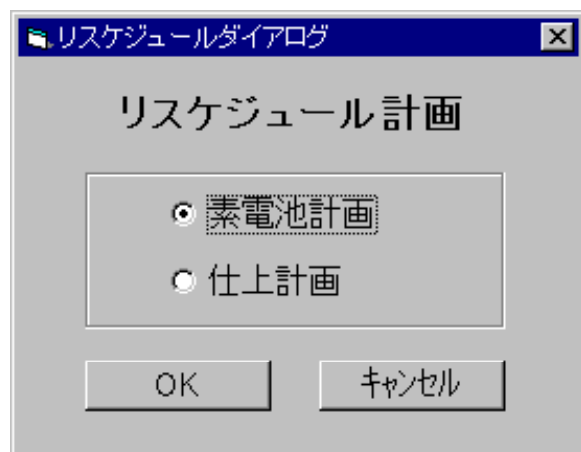 リスケジュールダイアログ
リスケジュール計画
素電池計画
仕上計画
OK
キャンセル